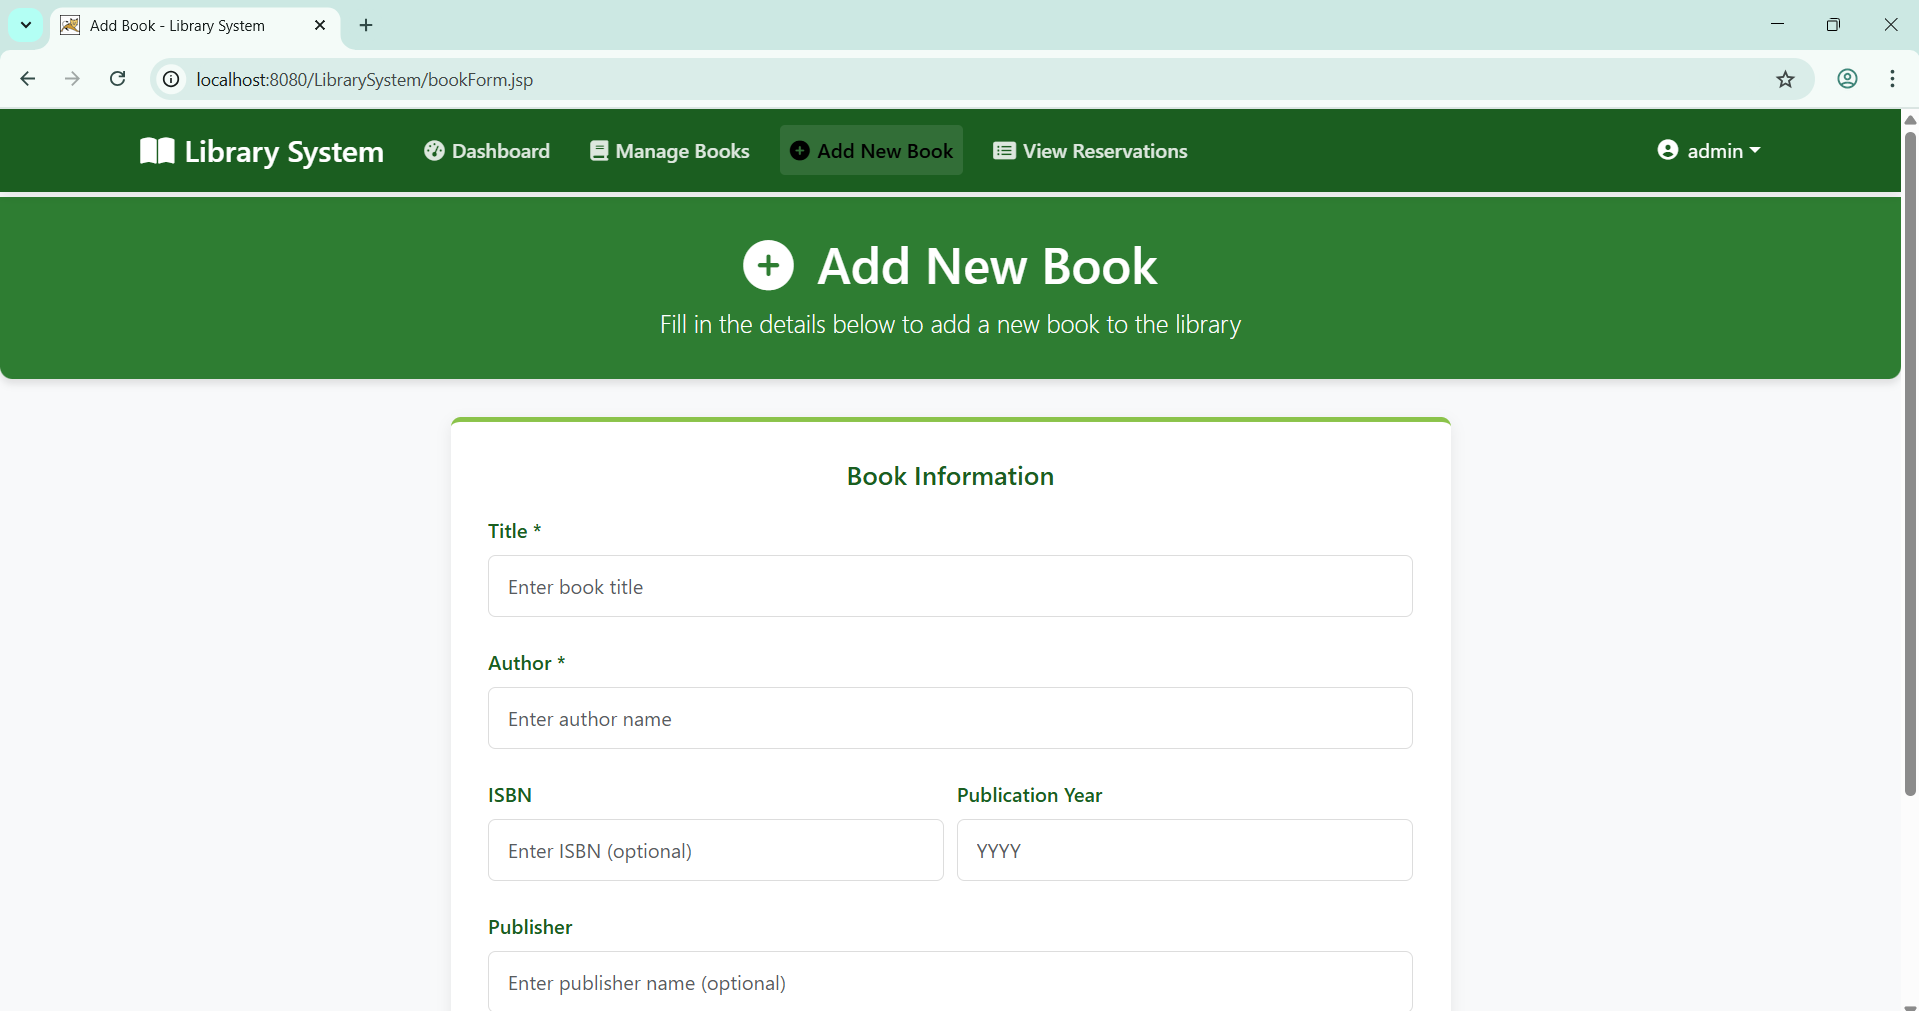 Add Book - Library System
localhost:8080/LibrarySystem/bookForm.jsp
Library System
Dashboard
Manage Books
Add New Book
View Reservations
admin
Add New Book
Fill in the details below to add a new book to the library
Book Information
Title *
Enter book title
Author *
Enter author name
ISBN
Publication Year
Enter ISBN (optional)
YYYY
Publisher
Enter publisher name (optional)